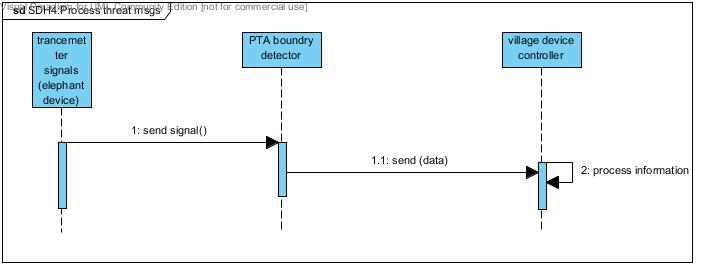 Visual Paradigm for UML Community Edition [not for commercial use]
sd SDH4.Process threat msgs
trancemet
ter
signals
(elephant
device)
PTA boundry
detector
village device
controller
1: send signal()
1.1: send (data)
2: process information